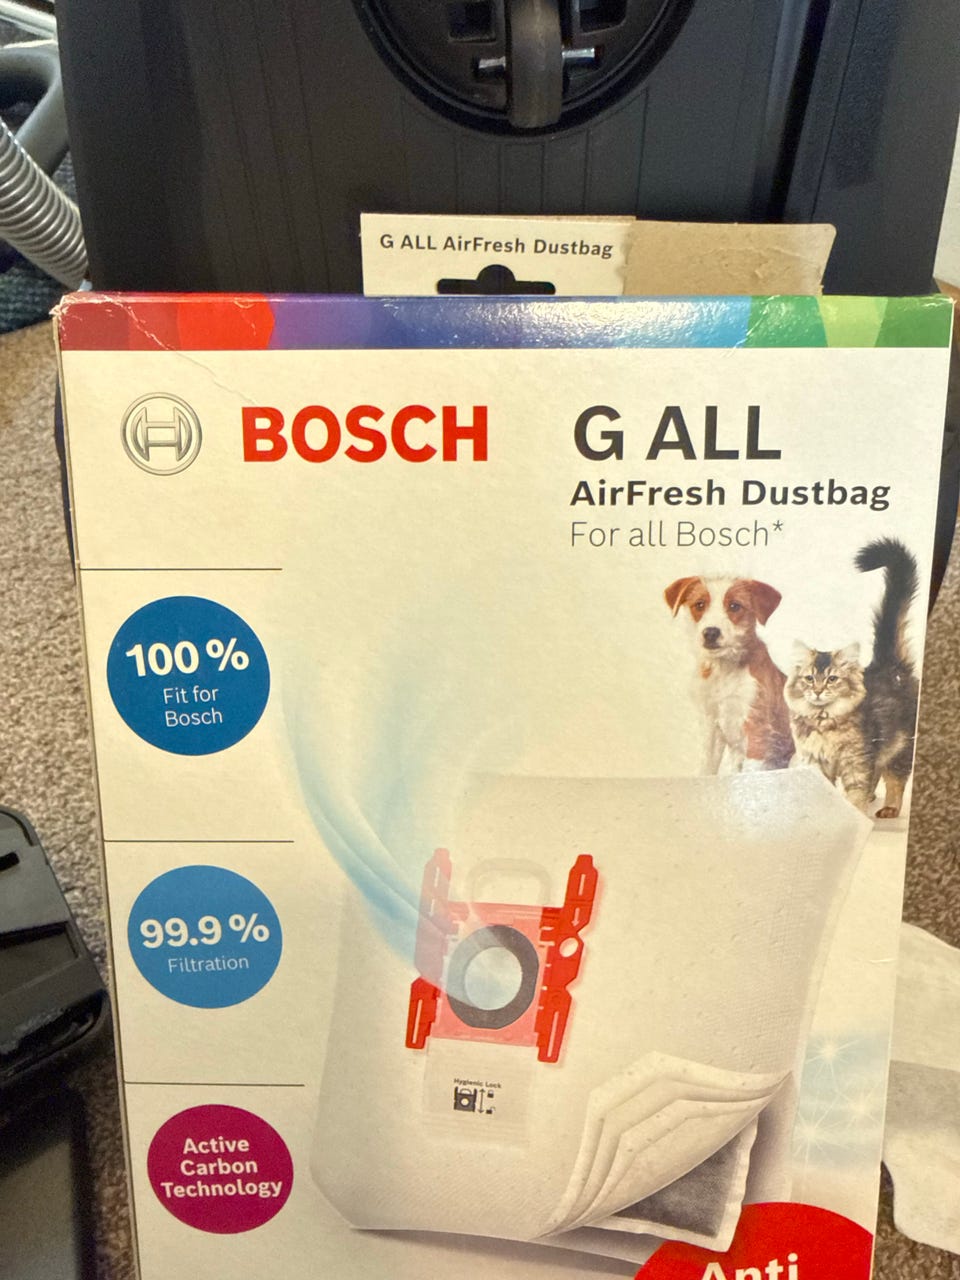 G ALL AirFresh Dustbag
BOSCH
G ALL
AirFresh Dustbag
For all Bosch*
100 %
Fit for
Bosch
99.9 %
Filtration
Hygienic Lock
Active
Carbon
Technology
Anti